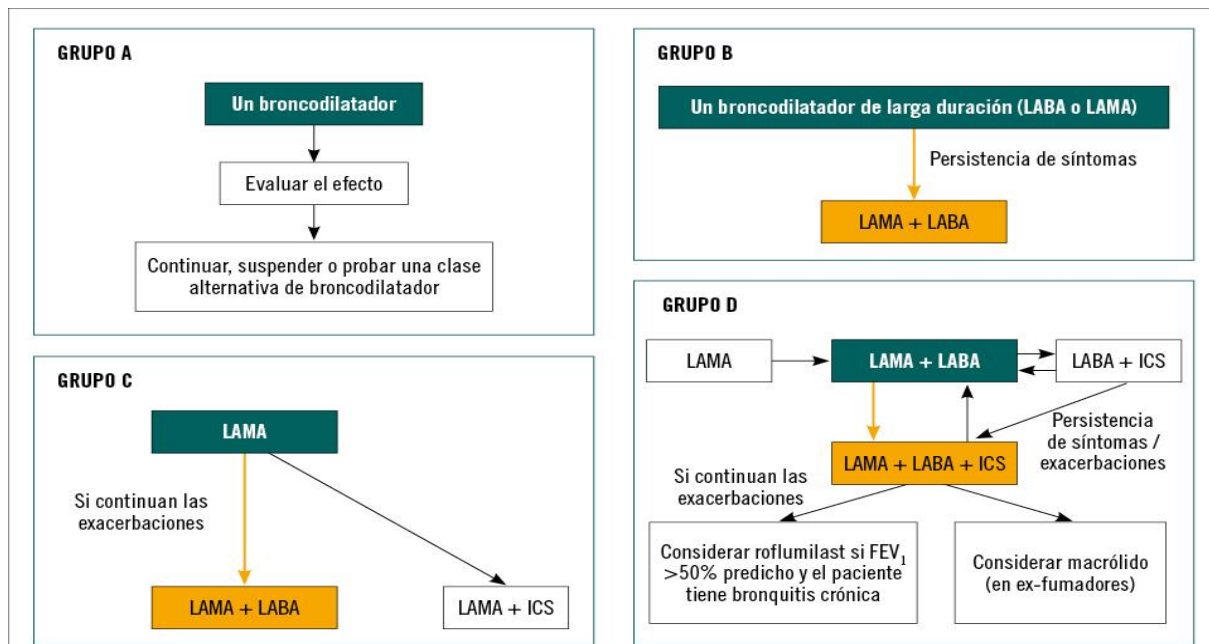 GRUPO A
Un broncodilatador
Evaluar el efecto
Continuar, suspender o probar una clase
alternativa de broncodilatador
GRUPO B
Un broncodilatador de larga duración (LABA o LAMA)
Persistencia de síntomas
LAMA + LABA
GRUPO C
LAMA
Si continuan las
exacerbaciones
LAMA + LABA
LAMA + ICS
GRUPO D
LAMA
LAMA + LABA
LABA + ICS
Persistencia
de síntomas /
exacerbaciones
LAMA + LABA + ICS
Si continuan las
exacerbaciones
Considerar roflumilast si FEV1
>50% predicho y el paciente
tiene bronquitis crónica
Considerar macrólido
(en ex-fumadores)